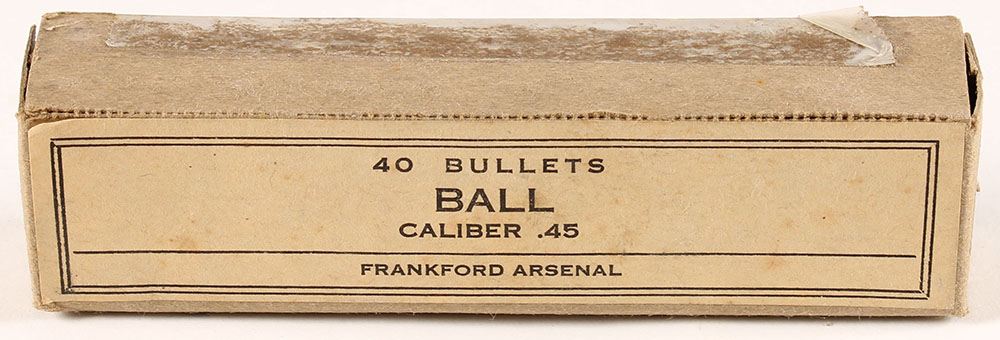 40 BULLETS
BALL
CALIBER .45
FRANKFORD ARSENAL